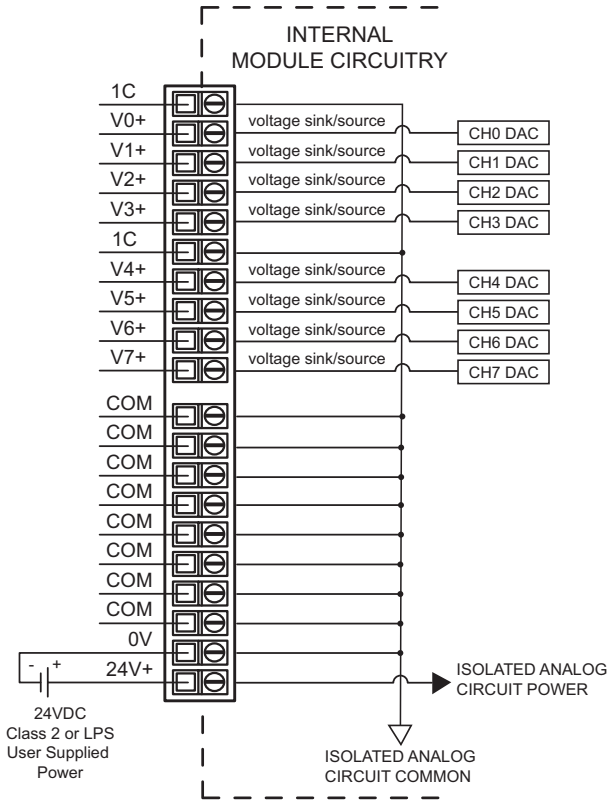 INTERNAL
MODULE CIRCUITRY
1C
V0+ voltage sink/source CH0 DAC
V1+ voltage sink/source CH1 DAC
V2+ voltage sink/source CH2 DAC
V3+ voltage sink/source CH3 DAC
1C
V4+ voltage sink/source CH4 DAC
V5+ voltage sink/source CH5 DAC
V6+ voltage sink/source CH6 DAC
V7+ voltage sink/source CH7 DAC
COM
COM
COM
COM
COM
COM
COM
COM
0V
- + 24V+
ISOLATED ANALOG
CIRCUIT POWER
24VDC
Class 2 or LPS
User Supplied
Power
ISOLATED ANALOG
CIRCUIT COMMON